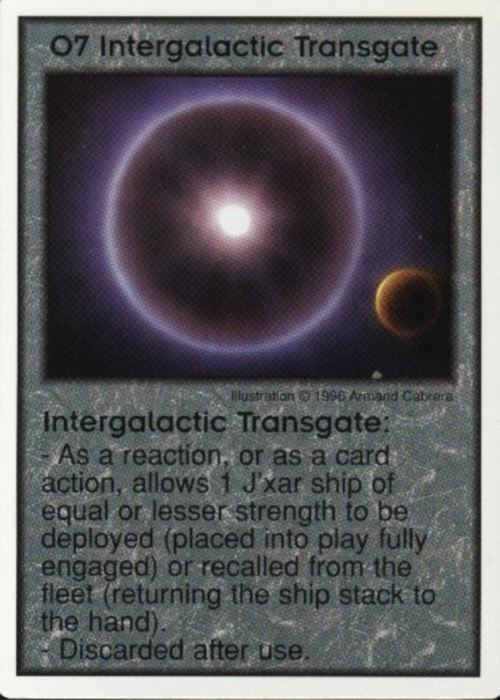 O7 Intergalactic Transgate
Illustration © 1996 Armand Cabrera
Intergalactic Transgate:
- As a reaction, or as a card
action, allows 1 J'xar ship of
equal or lesser strength to be
deployed (placed into play fully
engaged) or recalled from the
fleet (returning the ship stack to
the hand).
- Discarded after use.